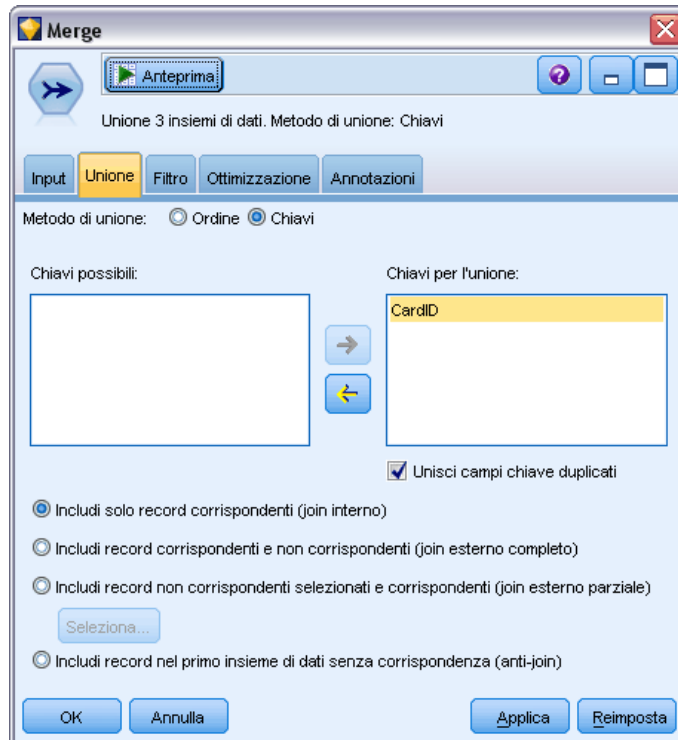 Merge
Anteprima
Unione 3 insiemi di dati. Metodo di unione: Chiavi
Input Unione Filtro Ottimizzazione Annotazioni
Metodo di unione: Ordine Chiavi
Chiavi possibili: Chiavi per l'unione:
CardID
Unisci campi chiave duplicati
Includi solo record corrispondenti (join interno)
Includi record corrispondenti e non corrispondenti (join esterno completo)
Includi record non corrispondenti selezionati e corrispondenti (join esterno parziale)
Seleziona...
Includi record nel primo insieme di dati senza corrispondenza (anti-join)
OK Annulla Applica Reimposta